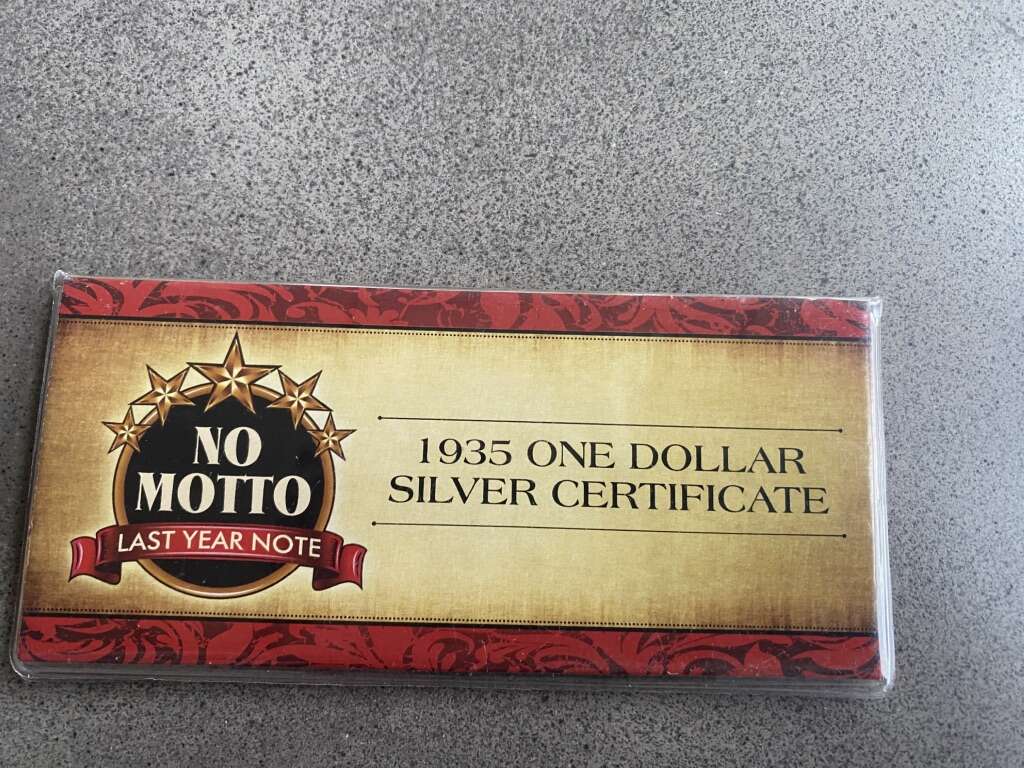 NO
MOTTO
LAST YEAR NOTE
1935 ONE DOLLAR
SILVER CERTIFICATE